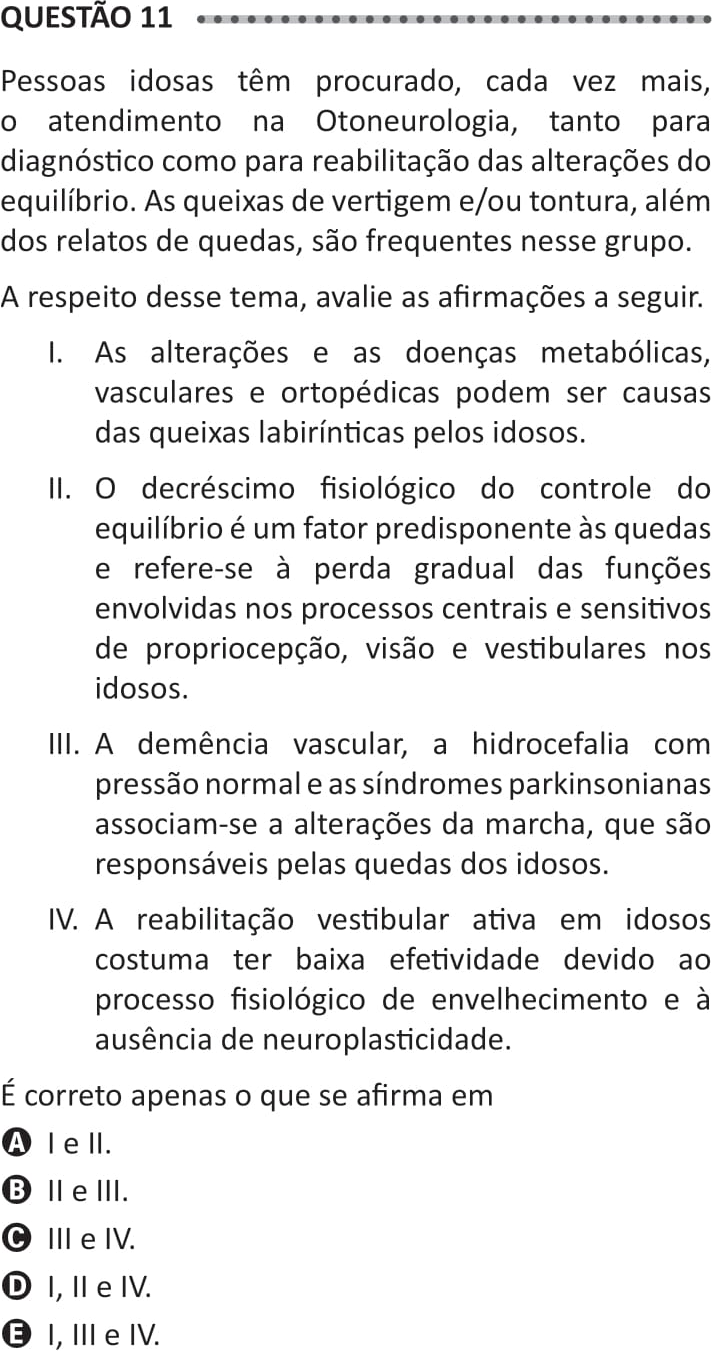 QUESTÃO 11
Pessoas idosas têm procurado, cada vez mais,
o atendimento na Otoneurologia, tanto para
diagnóstico como para reabilitação das alterações do
equilíbrio. As queixas de vertigem e/ou tontura, além
dos relatos de quedas, são frequentes nesse grupo.
A respeito desse tema, avalie as afirmações a seguir.
I. As alterações e as doenças metabólicas,
vasculares e ortopédicas podem ser causas
das queixas labirínticas pelos idosos.
II. O decréscimo fisiológico do controle do
equilíbrio é um fator predisponente às quedas
e refere-se à perda gradual das funções
envolvidas nos processos centrais e sensitivos
de propriocepção, visão e vestibulares nos
idosos.
III. A demência vascular, a hidrocefalia com
pressão normal e as síndromes parkinsonianas
associam-se a alterações da marcha, que são
responsáveis pelas quedas dos idosos.
IV. A reabilitação vestibular ativa em idosos
costuma ter baixa efetividade devido ao
processo fisiológico de envelhecimento e à
ausência de neuroplasticidade.
É correto apenas o que se afirma em
A I e II.
B II e III.
C III e IV.
D I, II e IV.
E I, III e IV.